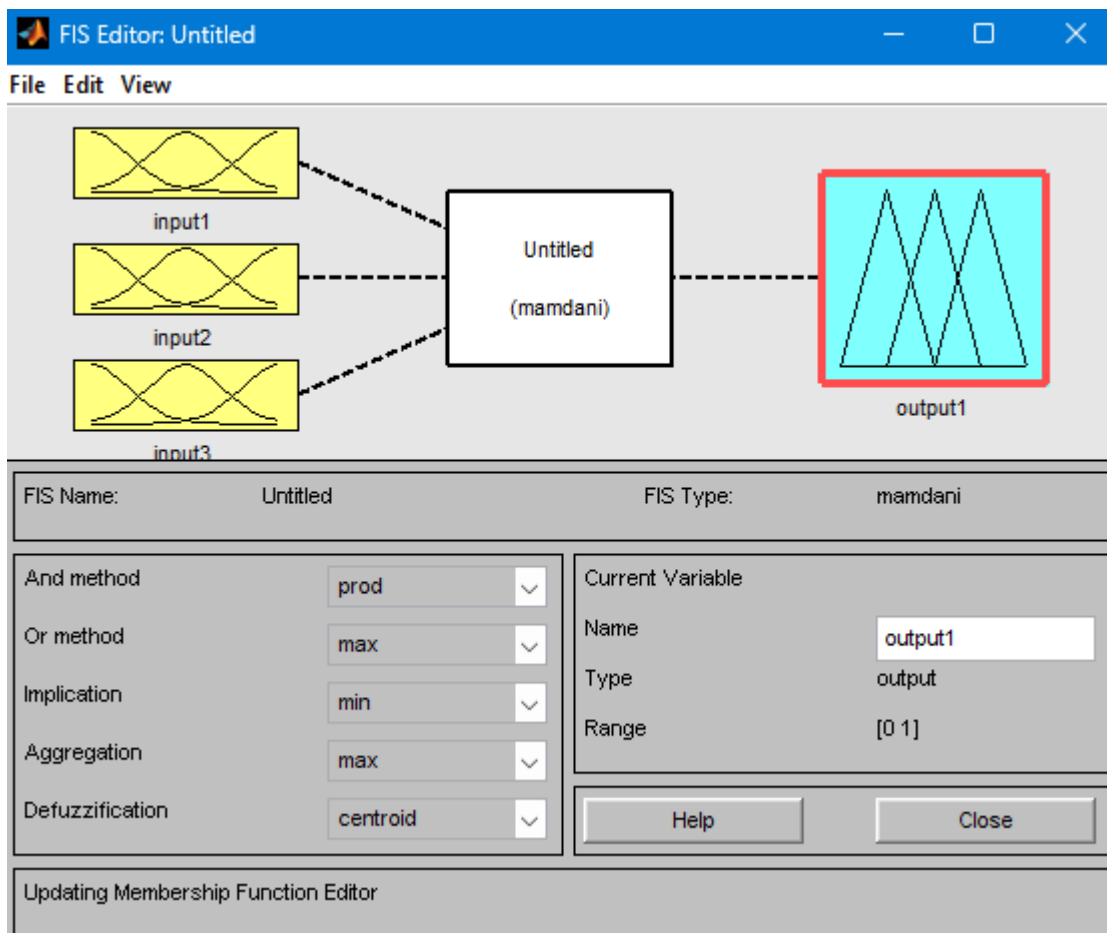 FIS Editor: Untitled
File Edit View
input1
input2
input3
Untitled
(mamdani)
output1
FIS Name: Untitled FIS Type: mamdani
And method prod
Or method max
Implication min
Aggregation max
Defuzzification centroid
Current Variable
Name output1
Type output
Range [0 1]
Help Close
Updating Membership Function Editor